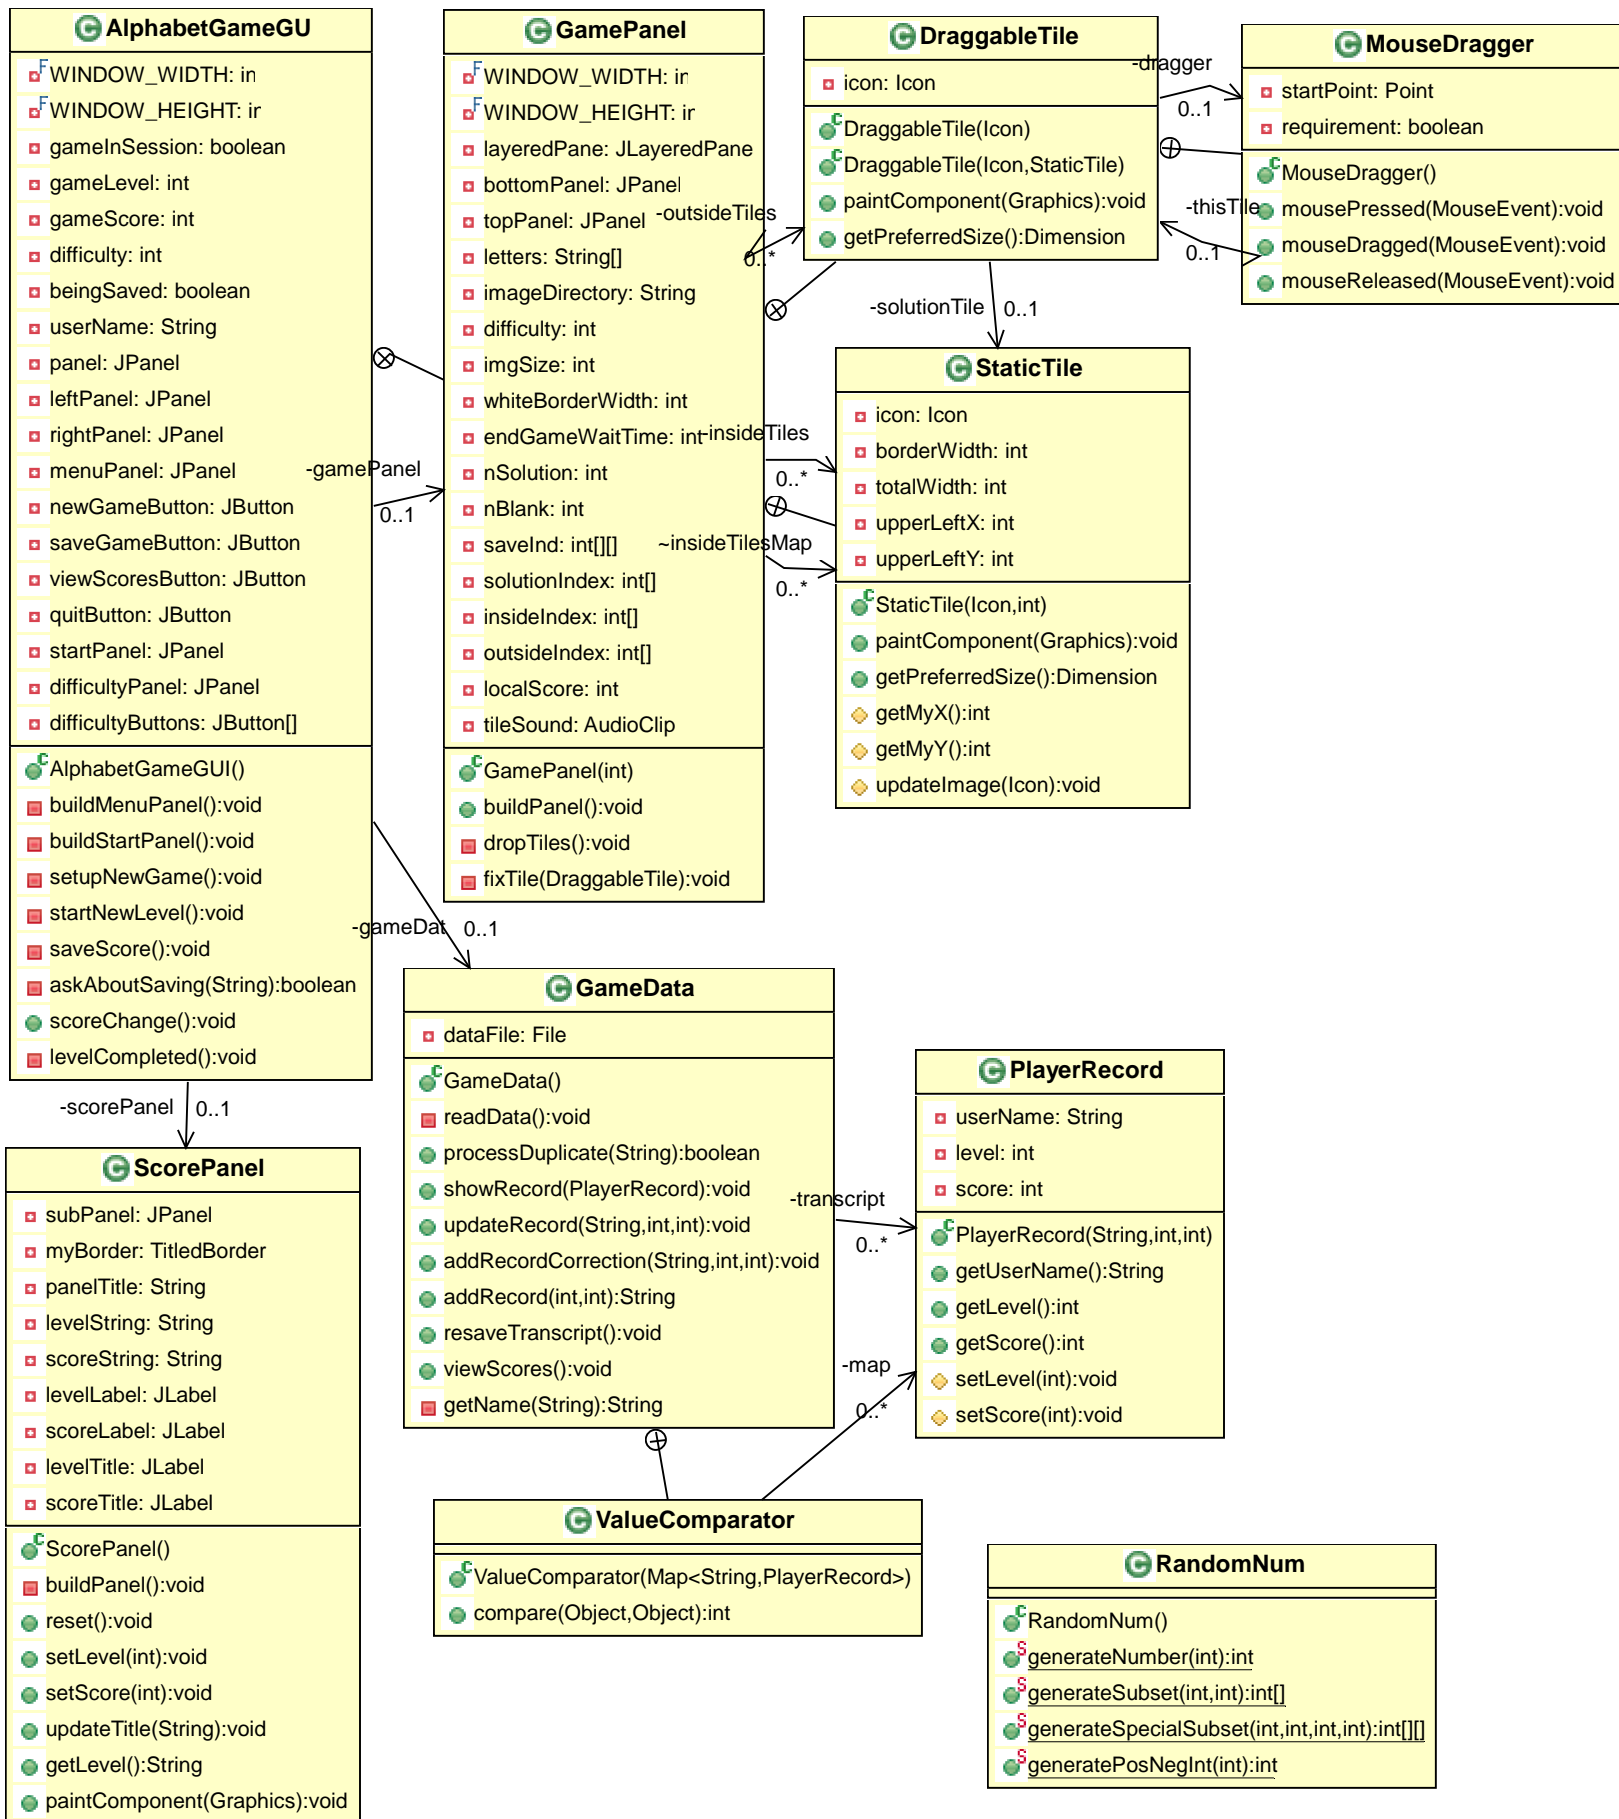 AlphabetGameGU
WINDOW_WIDTH: in
WINDOW_HEIGHT: ir
gameInSession: boolean
gameLevel: int
gameScore: int
difficulty: int
beingSaved: boolean
userName: String
panel: JPanel
leftPanel: JPanel
rightPanel: JPanel
menuPanel: JPanel
newGameButton: JButton
saveGameButton: JButton
viewScoresButton: JButton
quitButton: JButton
startPanel: JPanel
difficultyPanel: JPanel
difficultyButtons: JButton[]
AlphabetGameGUI()
buildMenuPanel():void
buildStartPanel():void
setupNewGame():void
startNewLevel():void
saveScore():void
askAboutSaving(String):boolean
scoreChange():void
levelCompleted():void
-gamePanel
0..1
-gameDat
0..1
-scorePanel
0..1
GamePanel
WINDOW_WIDTH: in
WINDOW_HEIGHT: ir
layeredPane: JLayeredPane
bottomPanel: JPanel
topPanel: JPanel
letters: String[]
imageDirectory: String
difficulty: int
imgSize: int
whiteBorderWidth: int
endGameWaitTime: int
nSolution: int
nBlank: int
saveInd: int[][]
solutionIndex: int[]
insideIndex: int[]
outsideIndex: int[]
localScore: int
tileSound: AudioClip
GamePanel(int)
buildPanel():void
dropTiles():void
fixTile(DraggableTile):void
-outsideTiles
0..*
-insideTiles
0..*
~insideTilesMap
0..*
DraggableTile
icon: Icon
DraggableTile(Icon)
DraggableTile(Icon,StaticTile)
paintComponent(Graphics):void
getPreferredSize():Dimension
-dragger
0..1
-thisTile
0..1
-solutionTile
0..1
MouseDragger
startPoint: Point
requirement: boolean
MouseDragger()
mousePressed(MouseEvent):void
mouseDragged(MouseEvent):void
mouseReleased(MouseEvent):void
StaticTile
icon: Icon
borderWidth: int
totalWidth: int
upperLeftX: int
upperLeftY: int
StaticTile(Icon,int)
paintComponent(Graphics):void
getPreferredSize():Dimension
getMyX():int
getMyY():int
updateImage(Icon):void
GameData
dataFile: File
GameData()
readData():void
processDuplicate(String):boolean
showRecord(PlayerRecord):void
updateRecord(String,int,int):void
addRecordCorrection(String,int,int):void
addRecord(int,int):String
resaveTranscript():void
viewScores():void
getName(String):String
-transcript
0..*
-map
0..*
PlayerRecord
userName: String
level: int
score: int
PlayerRecord(String,int,int)
getUserName():String
getLevel():int
getScore():int
setLevel(int):void
setScore(int):void
ScorePanel
subPanel: JPanel
myBorder: TitledBorder
panelTitle: String
levelString: String
scoreString: String
levelLabel: JLabel
scoreLabel: JLabel
levelTitle: JLabel
scoreTitle: JLabel
ScorePanel()
buildPanel():void
reset():void
setLevel(int):void
setScore(int):void
updateTitle(String):void
getLevel():String
paintComponent(Graphics):void
ValueComparator
ValueComparator(Map<String,PlayerRecord>)
compare(Object,Object):int
RandomNum
RandomNum()
generateNumber(int):int
generateSubset(int,int):int[]
generateSpecialSubset(int,int,int,int):int[][]
generatePosNegInt(int):int